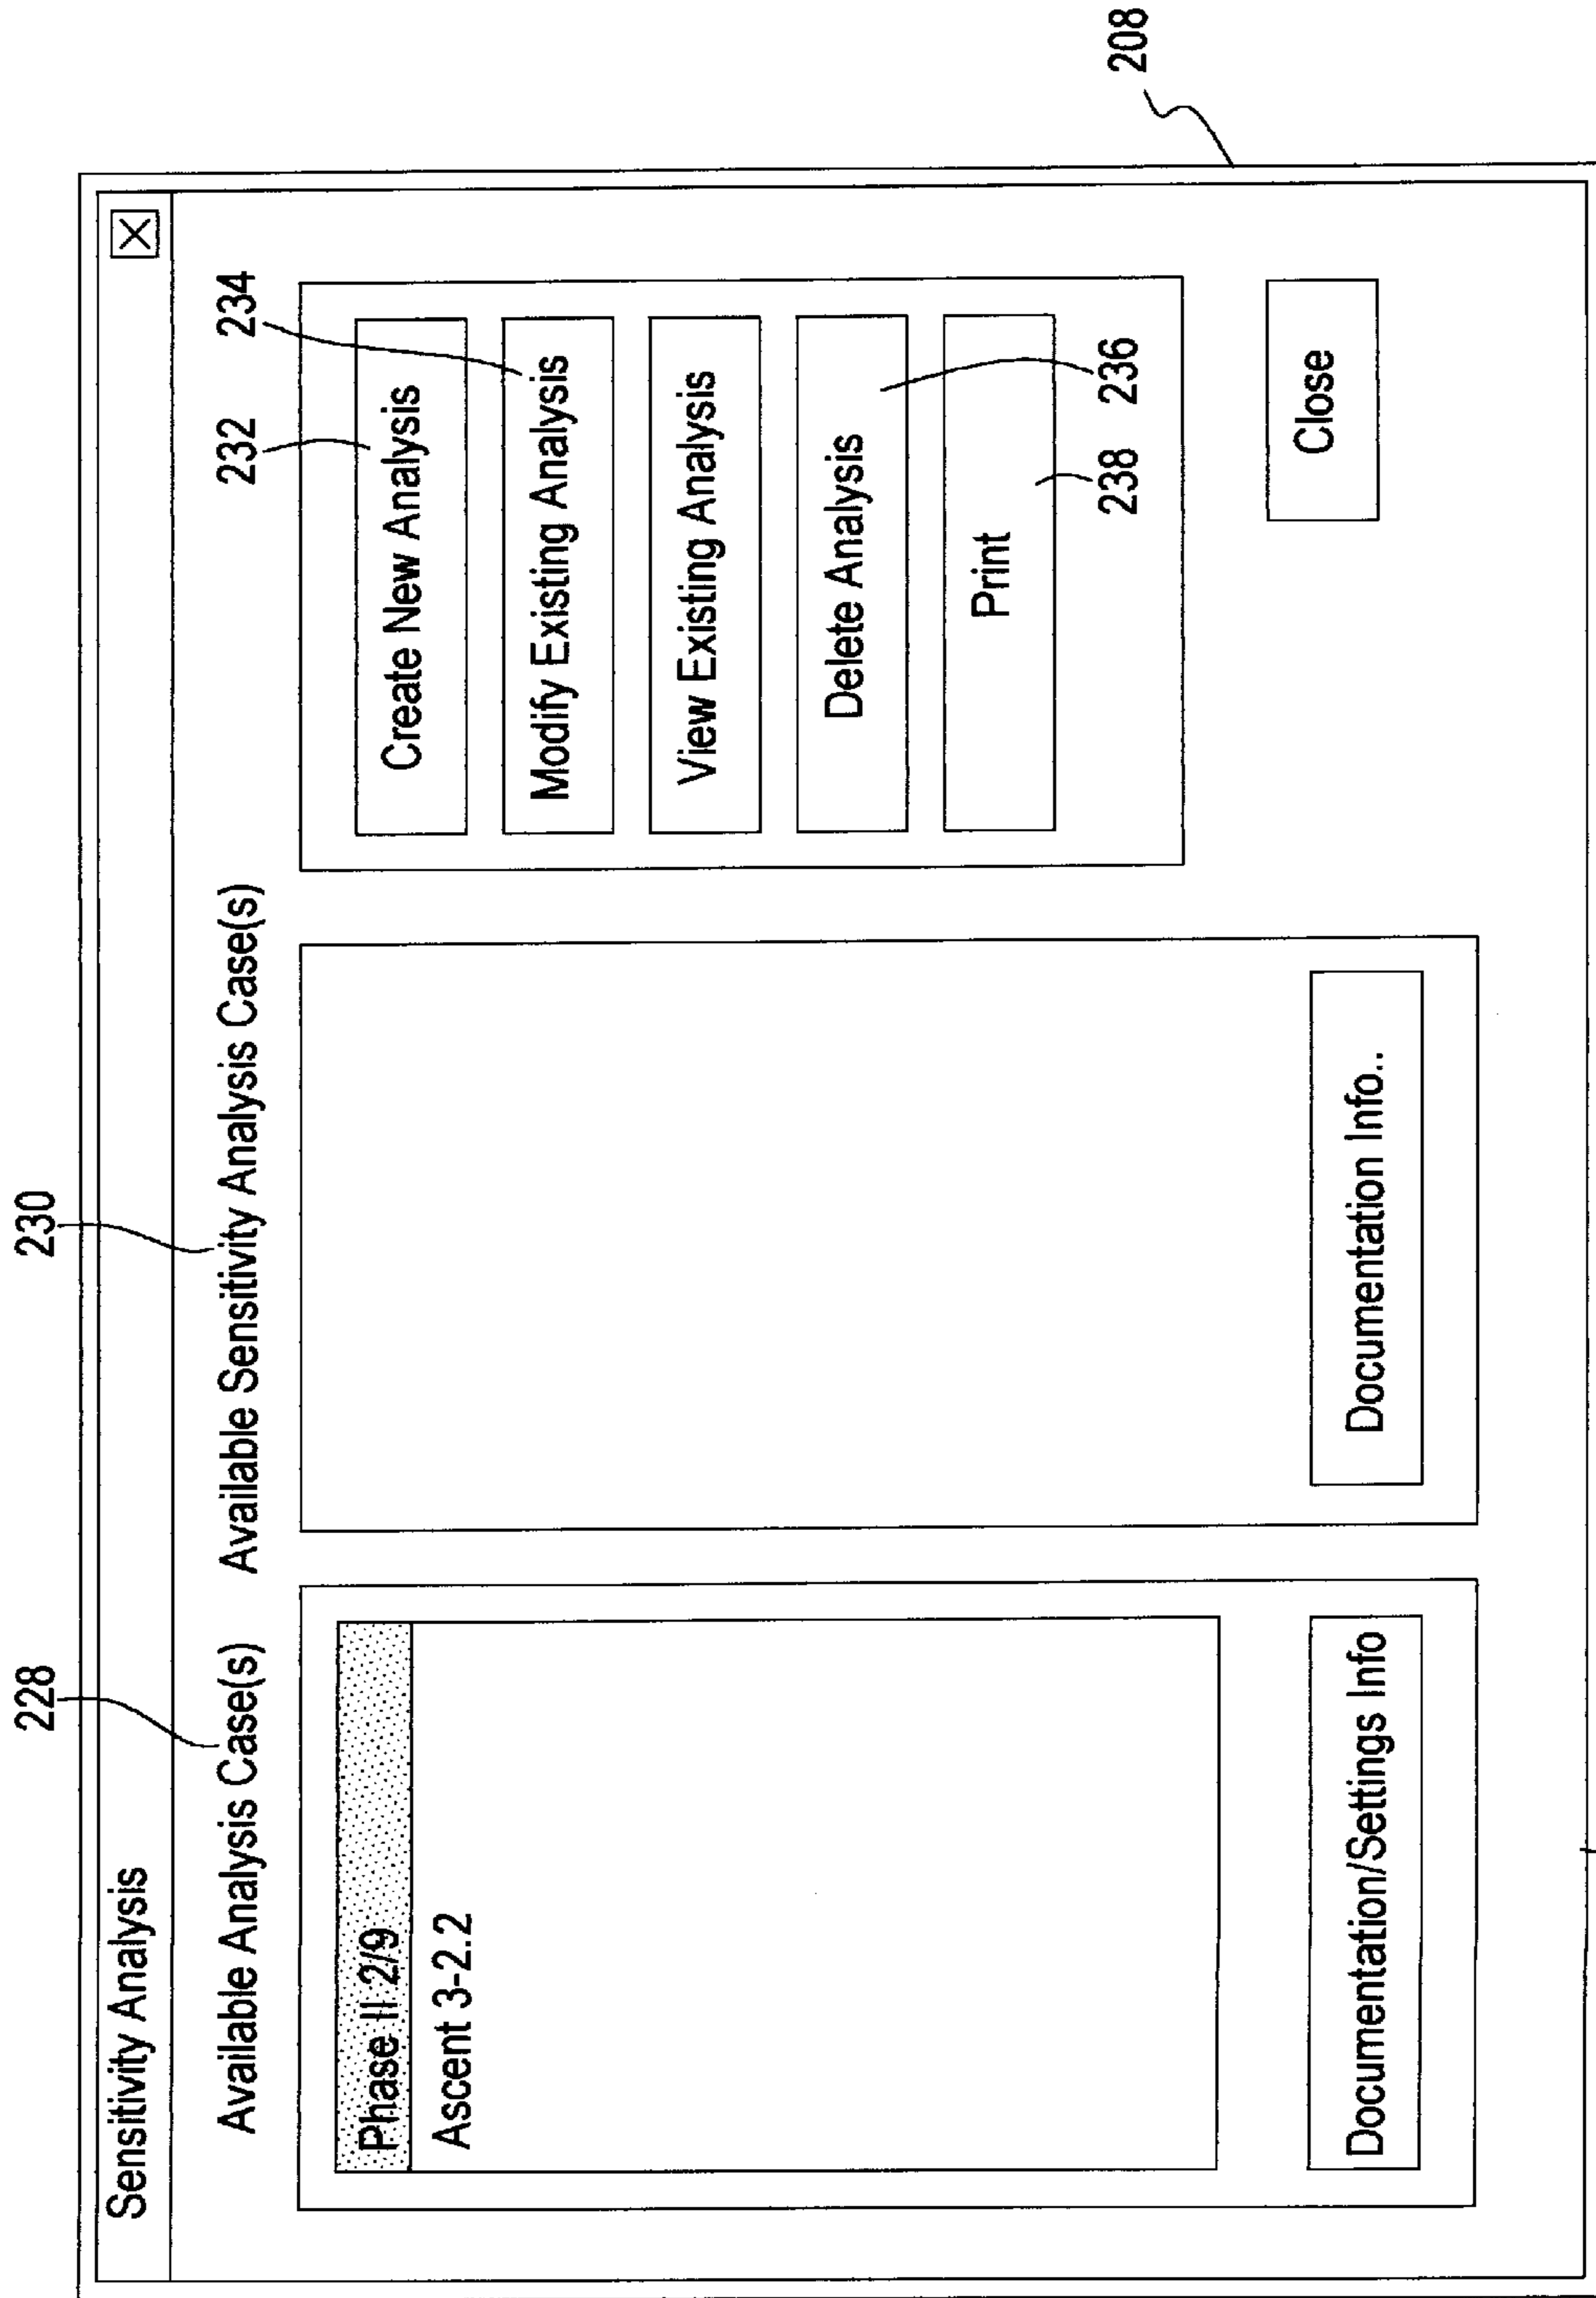 228
230
Sensitivity Analysis
Available Analysis Case(s)
Available Sensitivity Analysis Case(s)
232
234
Phase II 2/9
Ascent 3-2.2
Documentation/Settings Info
Documentation Info..
Create New Analysis
Modify Existing Analysis
View Existing Analysis
Delete Analysis
Print
238
236
Close
208